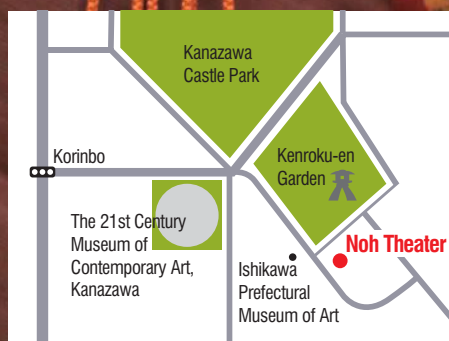 Kanazawa
Castle Park
Korinbo
Kenroku-en
Garden
The 21st Century
Museum of
Contemporary Art,
Kanazawa
Noh Theater
Ishikawa
Prefectural
Museum of Art